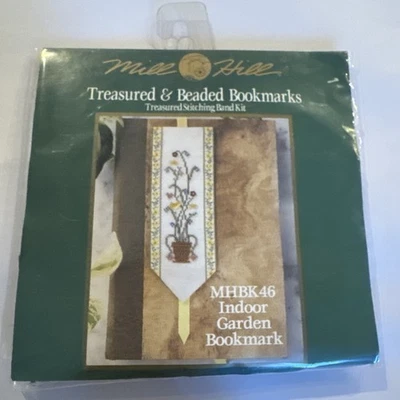 Mill Hill
Treasured & Beaded Bookmarks
Treasured Stitching Band Kit
MHBK46
Indoor
Garden
Bookmark